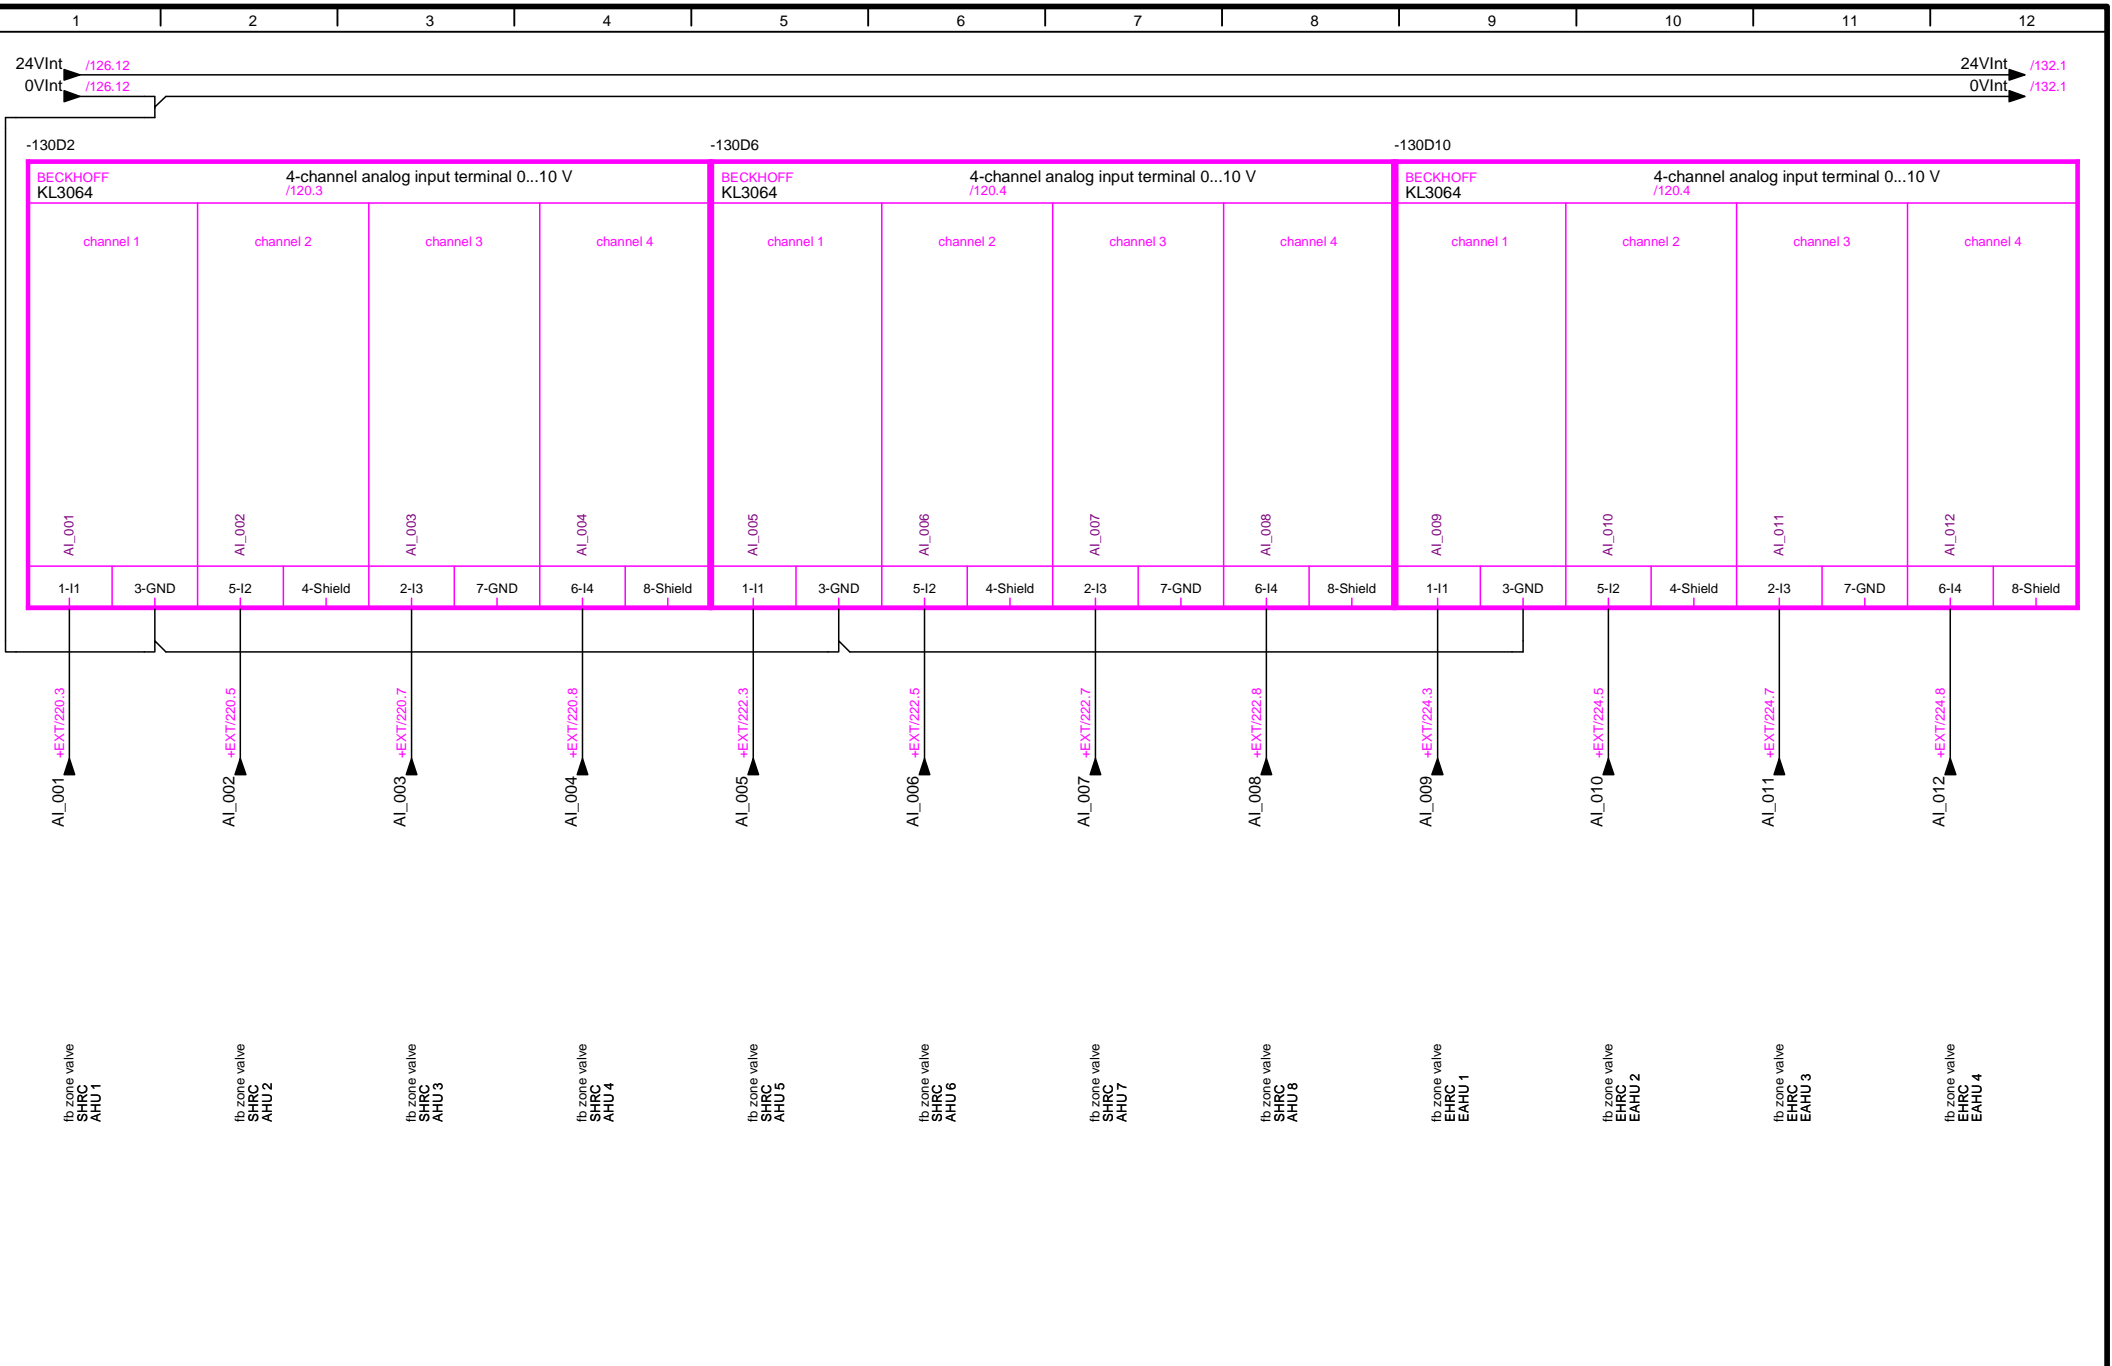 1 2 3 4 5 6 7 8 9 10 11 12
24VInt /126.12 24VInt /132.1
0VInt /126.12 0VInt /132.1
-130D2 -130D6 -130D10
BECKHOFF 4-channel analog input terminal 0...10 V
KL3064 /120.3
BECKHOFF 4-channel analog input terminal 0...10 V
KL3064 /120.4
BECKHOFF 4-channel analog input terminal 0...10 V
KL3064 /120.4
channel 1 channel 2 channel 3 channel 4 channel 1 channel 2 channel 3 channel 4 channel 1 channel 2 channel 3 channel 4
AI_001 AI_002 AI_003 AI_004 AI_005 AI_006 AI_007 AI_008 AI_009 AI_010 AI_011 AI_012
1-I1 3-GND 5-I2 4-Shield 2-I3 7-GND 6-I4 8-Shield 1-I1 3-GND 5-I2 4-Shield 2-I3 7-GND 6-I4 8-Shield 1-I1 3-GND 5-I2 4-Shield 2-I3 7-GND 6-I4 8-Shield
+EXT/220.3 +EXT/220.5 +EXT/220.7 +EXT/220.8 +EXT/222.3 +EXT/222.5 +EXT/222.7 +EXT/222.8 +EXT/224.3 +EXT/224.5 +EXT/224.7 +EXT/224.8
AI_001 AI_002 AI_003 AI_004 AI_005 AI_006 AI_007 AI_008 AI_009 AI_010 AI_011 AI_012
fb zone valve
SHRC
AHU 1
fb zone valve
SHRC
AHU 2
fb zone valve
SHRC
AHU 3
fb zone valve
SHRC
AHU 4
fb zone valve
SHRC
AHU 5
fb zone valve
SHRC
AHU 6
fb zone valve
SHRC
AHU 7
fb zone valve
SHRC
AHU 8
fb zone valve
EHRC
EAHU 1
fb zone valve
EHRC
EAHU 2
fb zone valve
EHRC
EAHU 3
fb zone valve
EHRC
EAHU 4